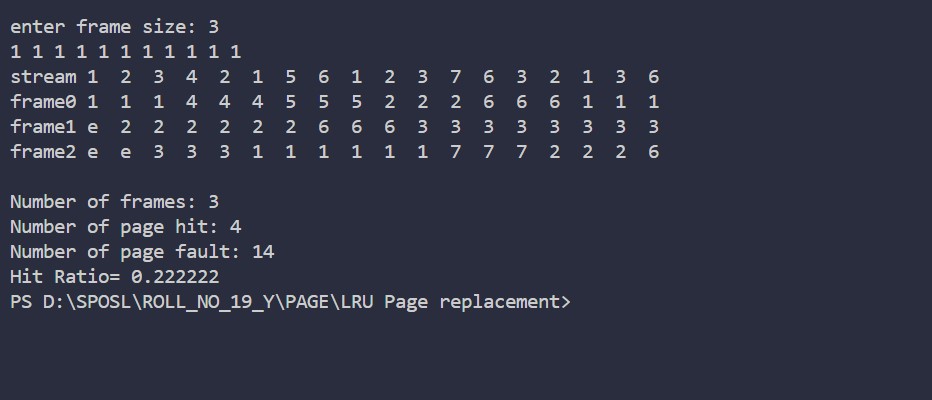 enter frame size: 3
1 1 1 1 1 1 1 1 1 1 1
stream 1 2 3 4 2 1 5 6 1 2 3 7 6 3 2 1 3 6
frame0 1 1 1 4 4 4 5 5 5 2 2 2 6 6 6 1 1 1
frame1 e 2 2 2 2 2 2 6 6 6 3 3 3 3 3 3 3 3
frame2 e e 3 3 3 1 1 1 1 1 1 7 7 7 2 2 2 6
Number of frames: 3
Number of page hit: 4
Number of page fault: 14
Hit Ratio= 0.222222
PS D:\SPOSL\ROLL_NO_19_Y\PAGE\LRU Page replacement>